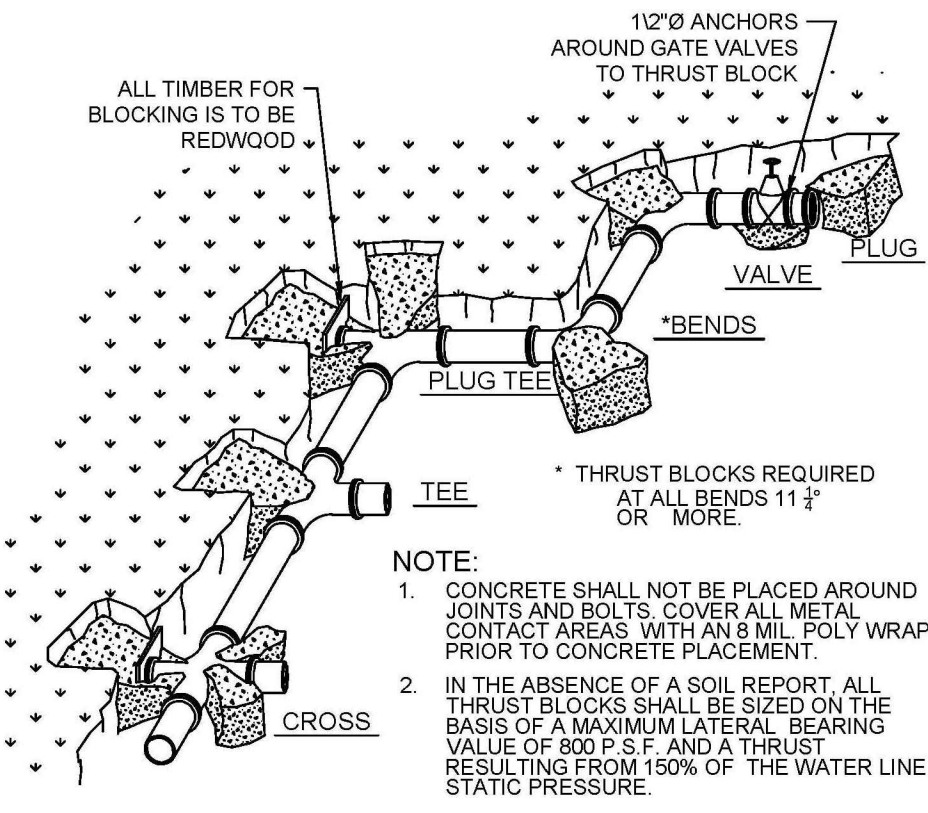 1\2"Ø ANCHORS
AROUND GATE VALVES
TO THRUST BLOCK
ALL TIMBER FOR
BLOCKING IS TO BE
REDWOOD
PLUG
VALVE
*BENDS
PLUG TEE
* THRUST BLOCKS REQUIRED
AT ALL BENDS 11 1/4°
OR MORE.
TEE
NOTE:
1. CONCRETE SHALL NOT BE PLACED AROUND
JOINTS AND BOLTS. COVER ALL METAL
CONTACT AREAS WITH AN 8 MIL. POLY WRAP
PRIOR TO CONCRETE PLACEMENT.
2. IN THE ABSENCE OF A SOIL REPORT, ALL
THRUST BLOCKS SHALL BE SIZED ON THE
BASIS OF A MAXIMUM LATERAL BEARING
VALUE OF 800 P.S.F. AND A THRUST
RESULTING FROM 150% OF THE WATER LINE
STATIC PRESSURE.
CROSS